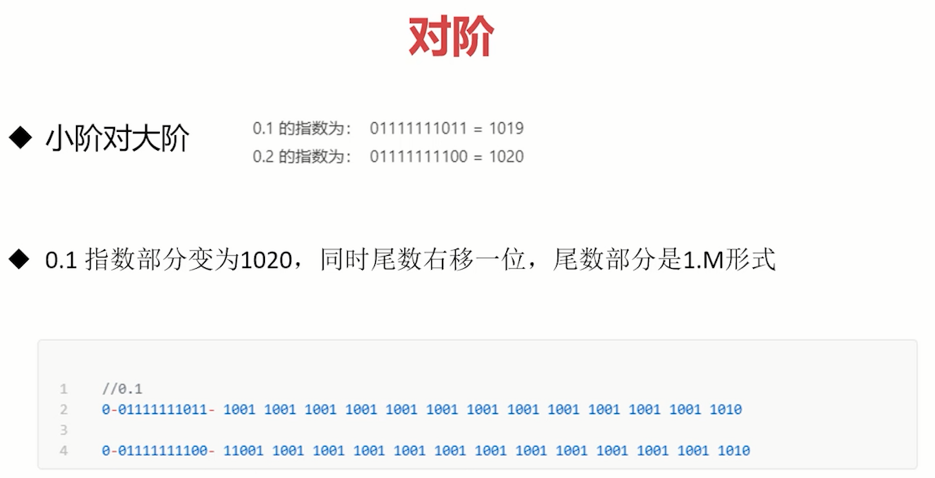 对阶
◆ 小阶对大阶
0.1 的指数为： 01111111011 = 1019
0.2 的指数为： 01111111100 = 1020
◆ 0.1 指数部分变为1020，同时尾数右移一位，尾数部分是1.M形式
1 //0.1
2 0-01111111011- 1001 1001 1001 1001 1001 1001 1001 1001 1001 1001 1001 1001 1010
3
4 0-01111111100- 11001 1001 1001 1001 1001 1001 1001 1001 1001 1001 1001 1001 1010